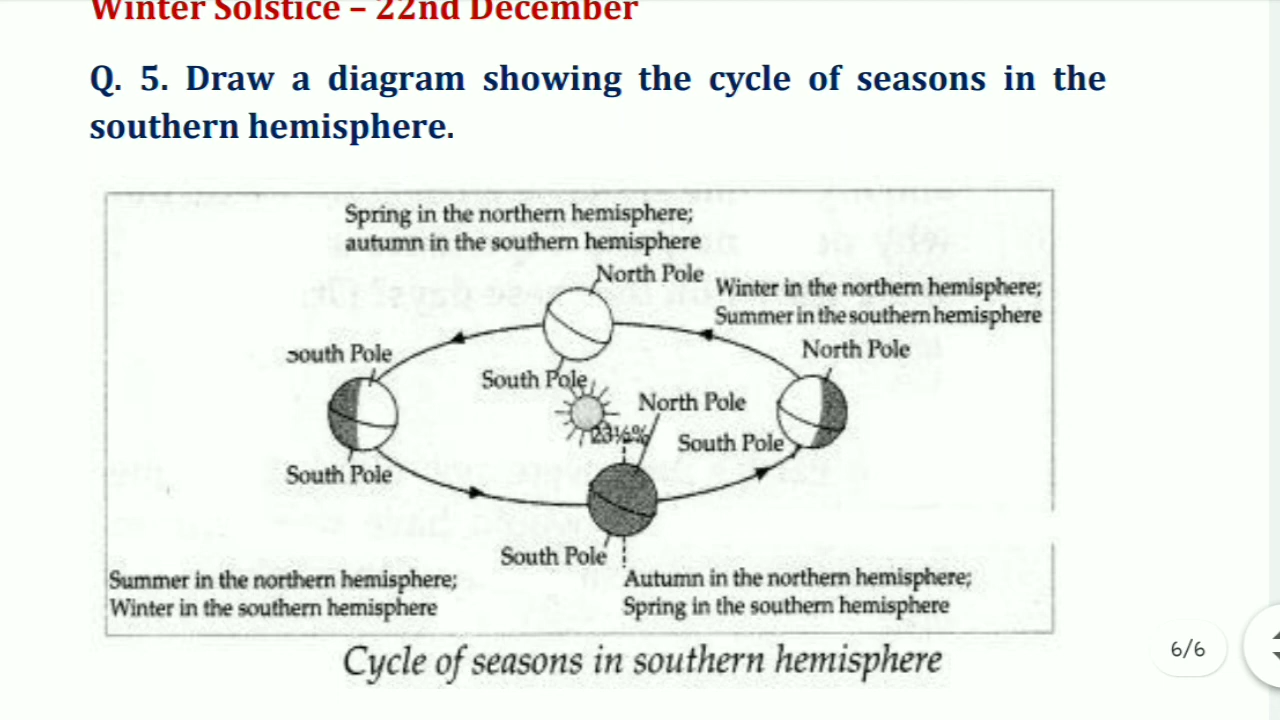 Winter Solstice – 22nd December
Q. 5. Draw a diagram showing the cycle of seasons in the
southern hemisphere.
Spring in the northern hemisphere;
autumn in the southern hemisphere
North Pole
Winter in the northern hemisphere;
Summer in the southern hemisphere
South Pole
North Pole
South Pole
North Pole
23½%
South Pole
South Pole
South Pole
Summer in the northern hemisphere;
Winter in the southern hemisphere
Autumn in the northern hemisphere;
Spring in the southern hemisphere
Cycle of seasons in southern hemisphere
6/6